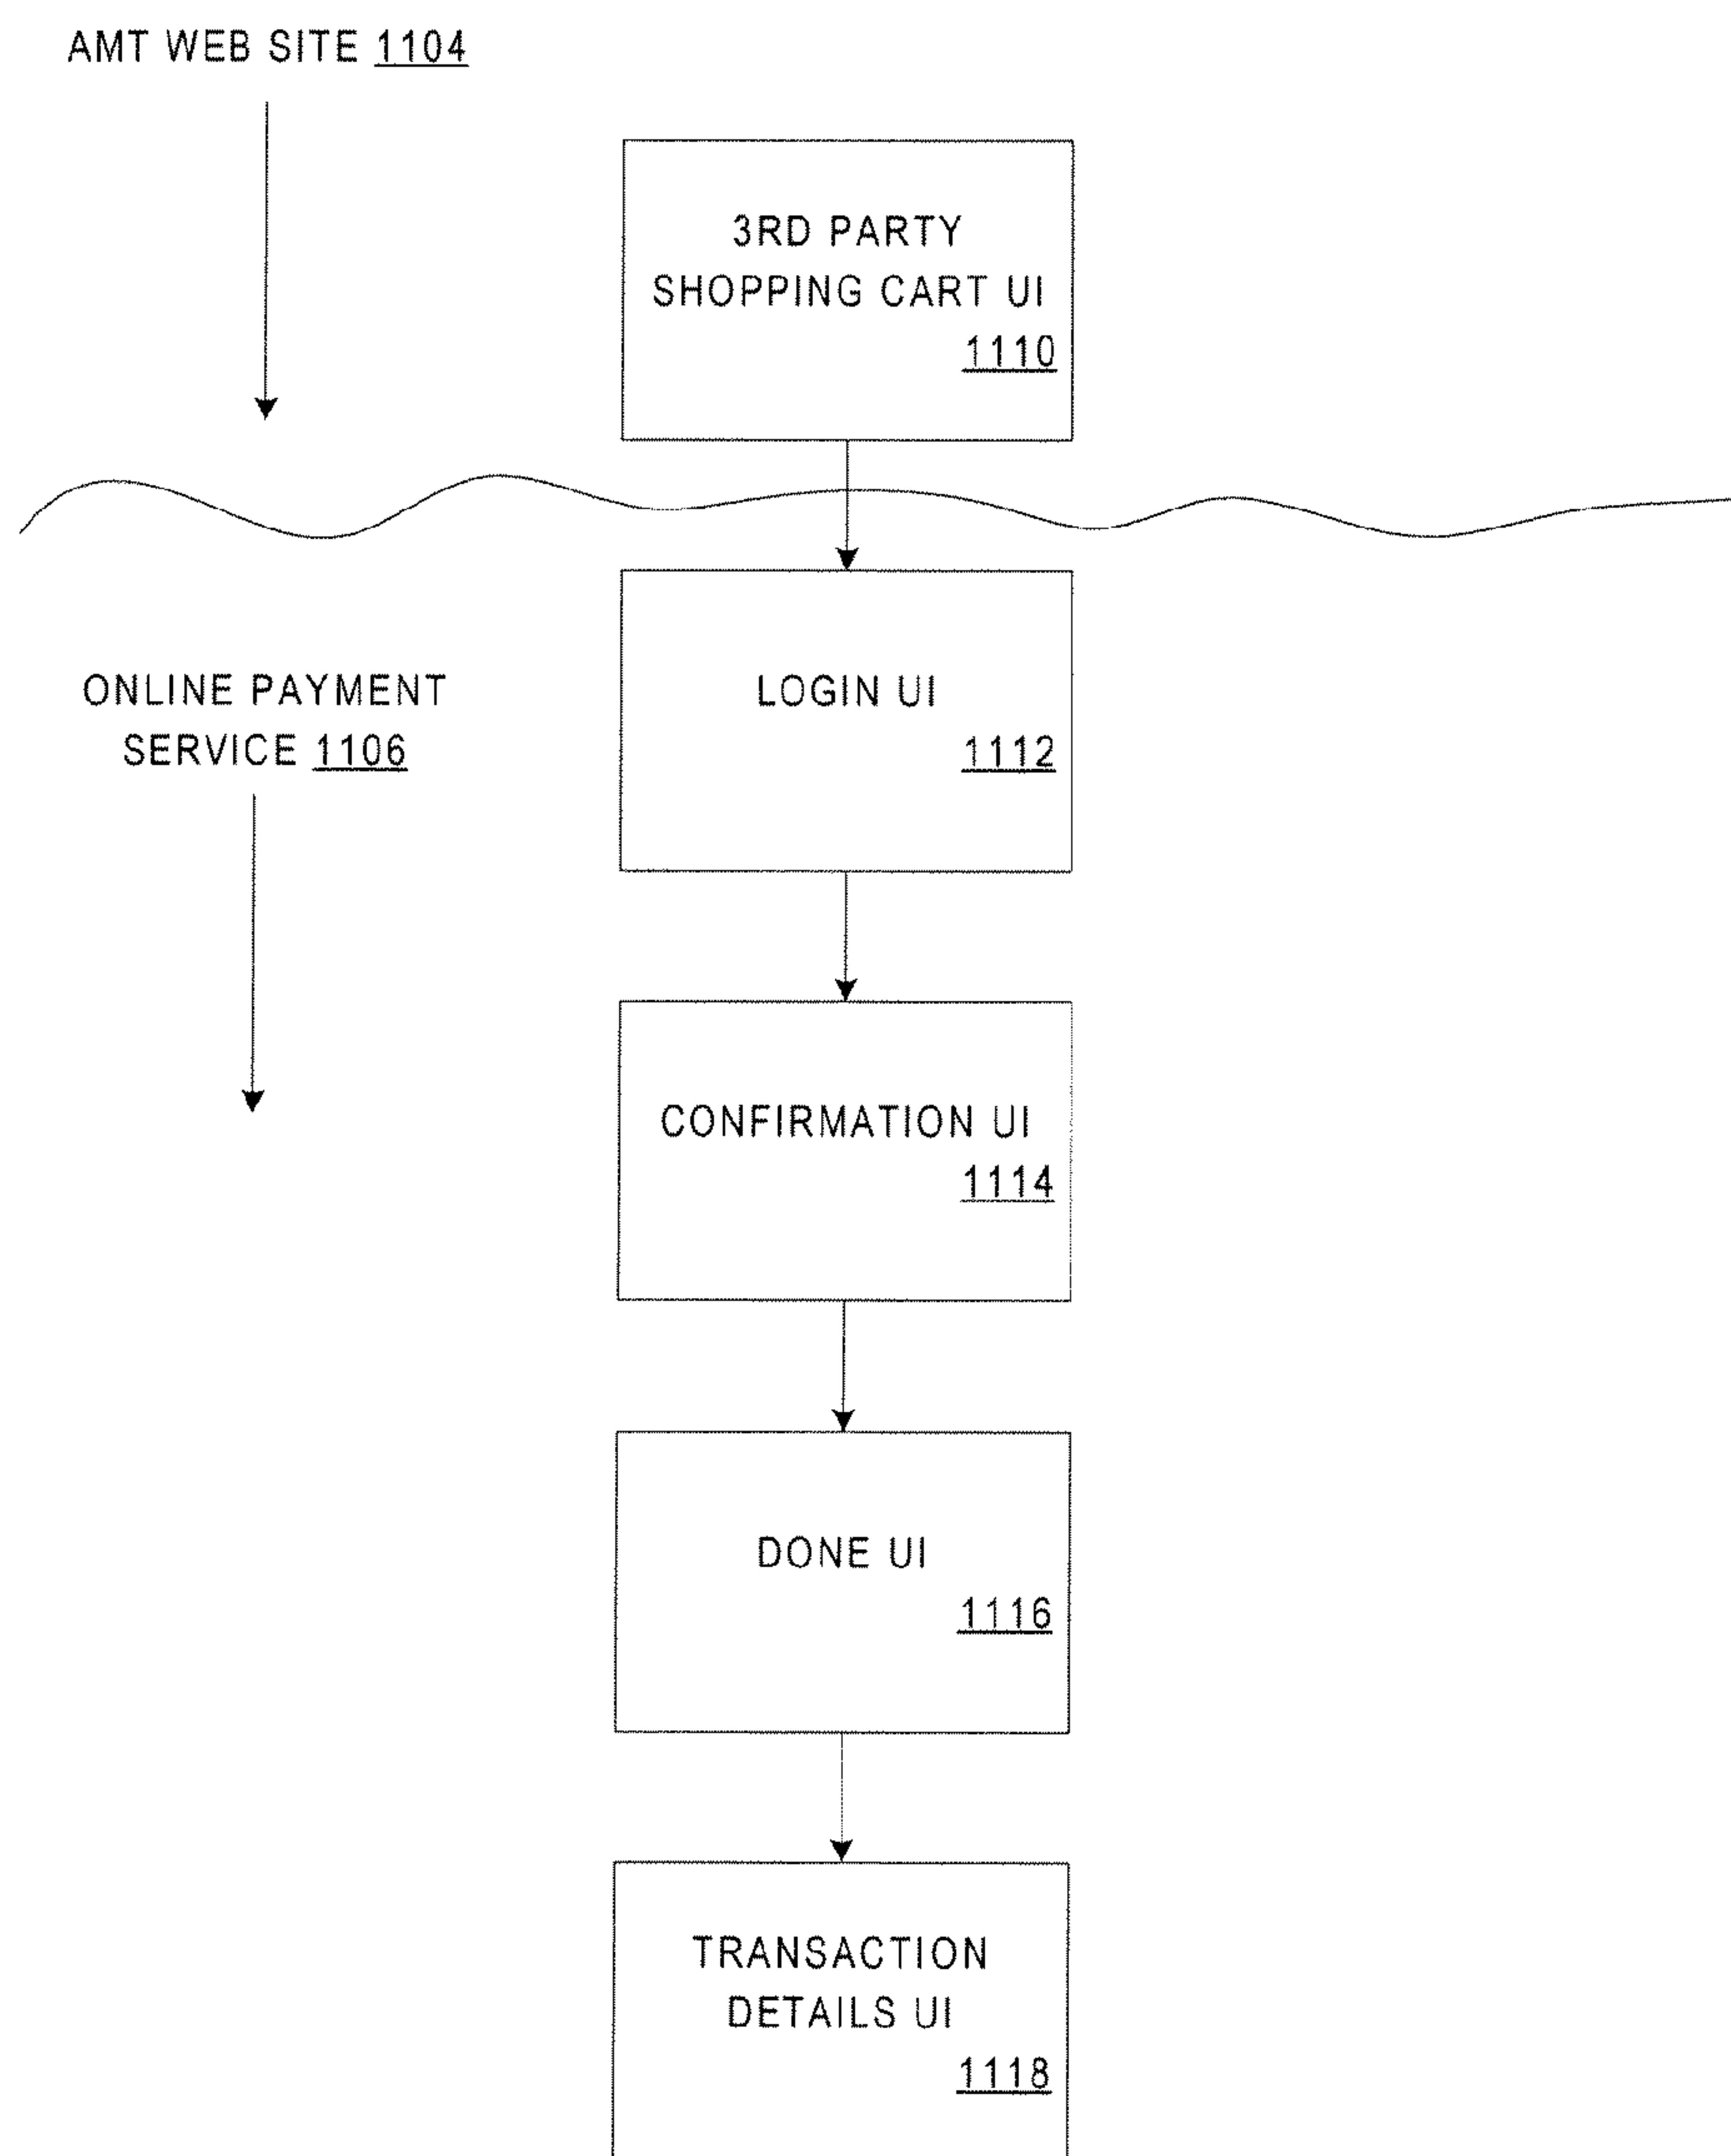 AMT WEB SITE 1104
3RD PARTY
SHOPPING CART UI
1110
ONLINE PAYMENT
SERVICE 1106
LOGIN UI
1112
CONFIRMATION UI
1114
DONE UI
1116
TRANSACTION
DETAILS UI
1118